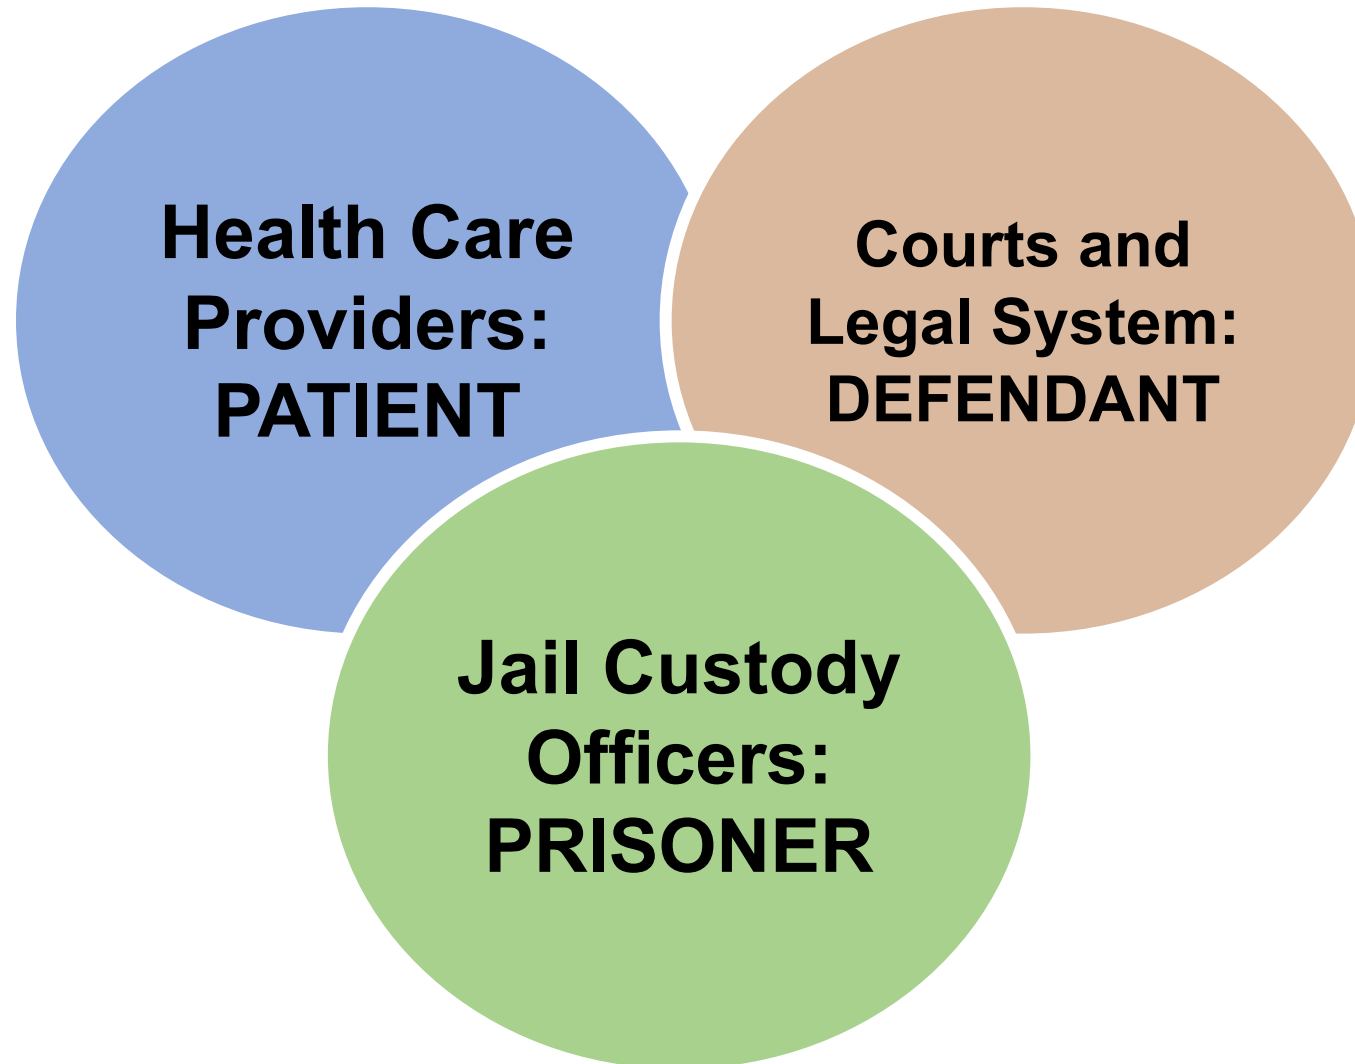 Health Care
Providers:
PATIENT
Courts and
Legal System:
DEFENDANT
Jail Custody
Officers:
PRISONER